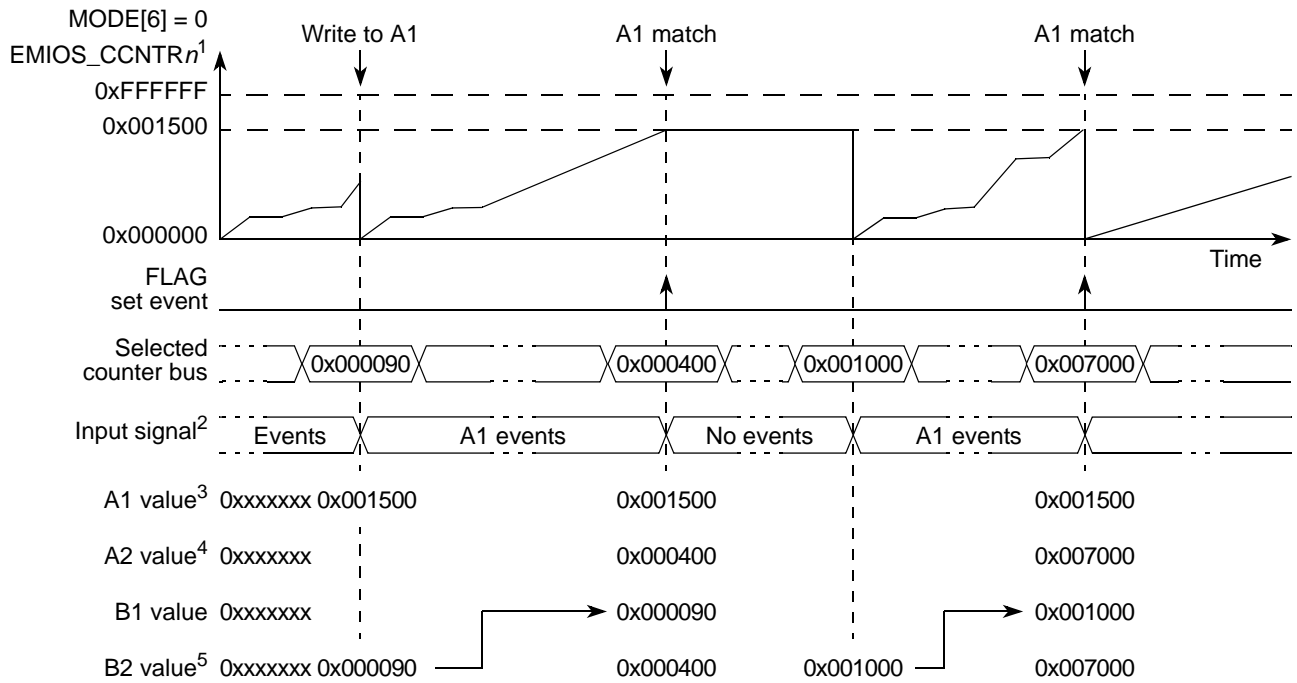 MODE[6] = 0
Write to A1 A1 match A1 match
EMIOS_CCNTRn1
0xFFFFFF
0x001500
0x000000
Time
FLAG
set event
Selected
counter bus
0x000090 0x000400 0x001000 0x007000
Input signal2 Events A1 events No events A1 events
A1 value3 0xxxxxxx 0x001500 0x001500 0x001500
A2 value4 0xxxxxxx 0x000400 0x007000
B1 value 0xxxxxxx 0x000090 0x001000
B2 value5 0xxxxxxx 0x000090 0x000400 0x001000 0x007000